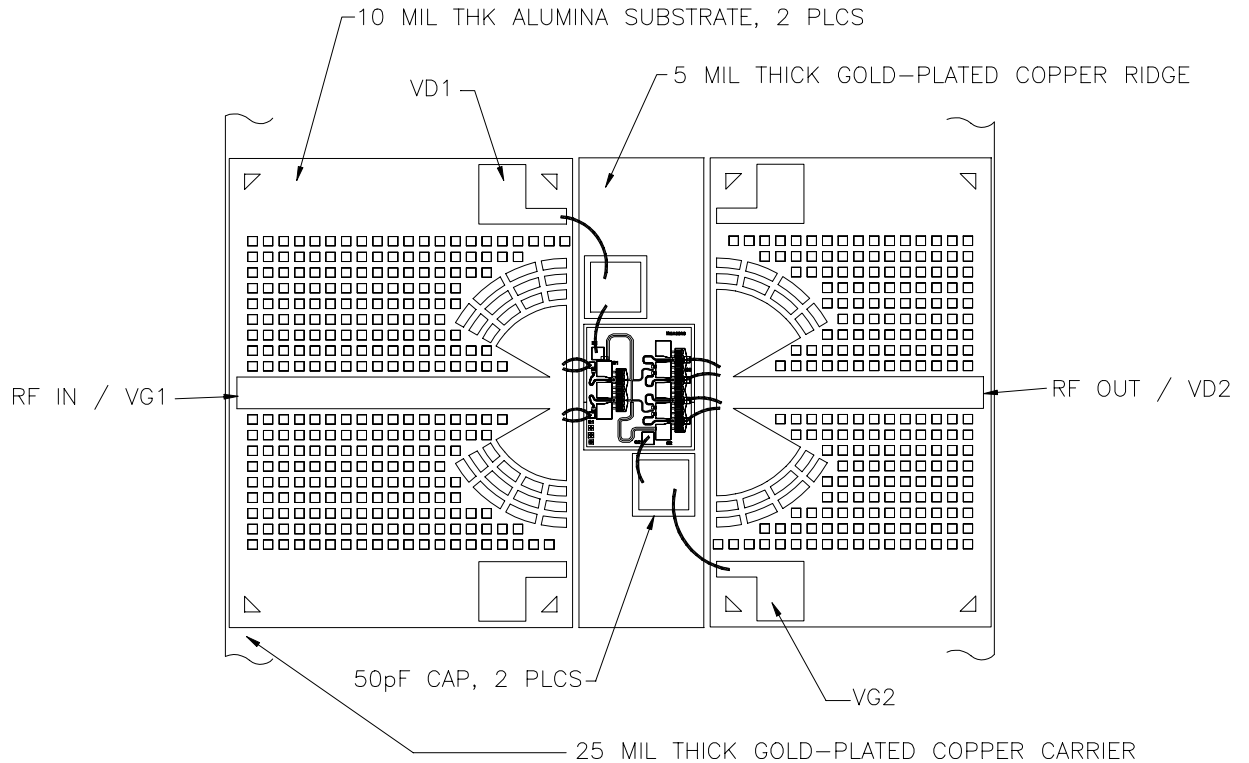 10 MIL THK ALUMINA SUBSTRATE, 2 PLCS
5 MIL THICK GOLD-PLATED COPPER RIDGE
VD1
RF IN / VG1
RF OUT / VD2
50pF CAP, 2 PLCS
VG2
25 MIL THICK GOLD-PLATED COPPER CARRIER